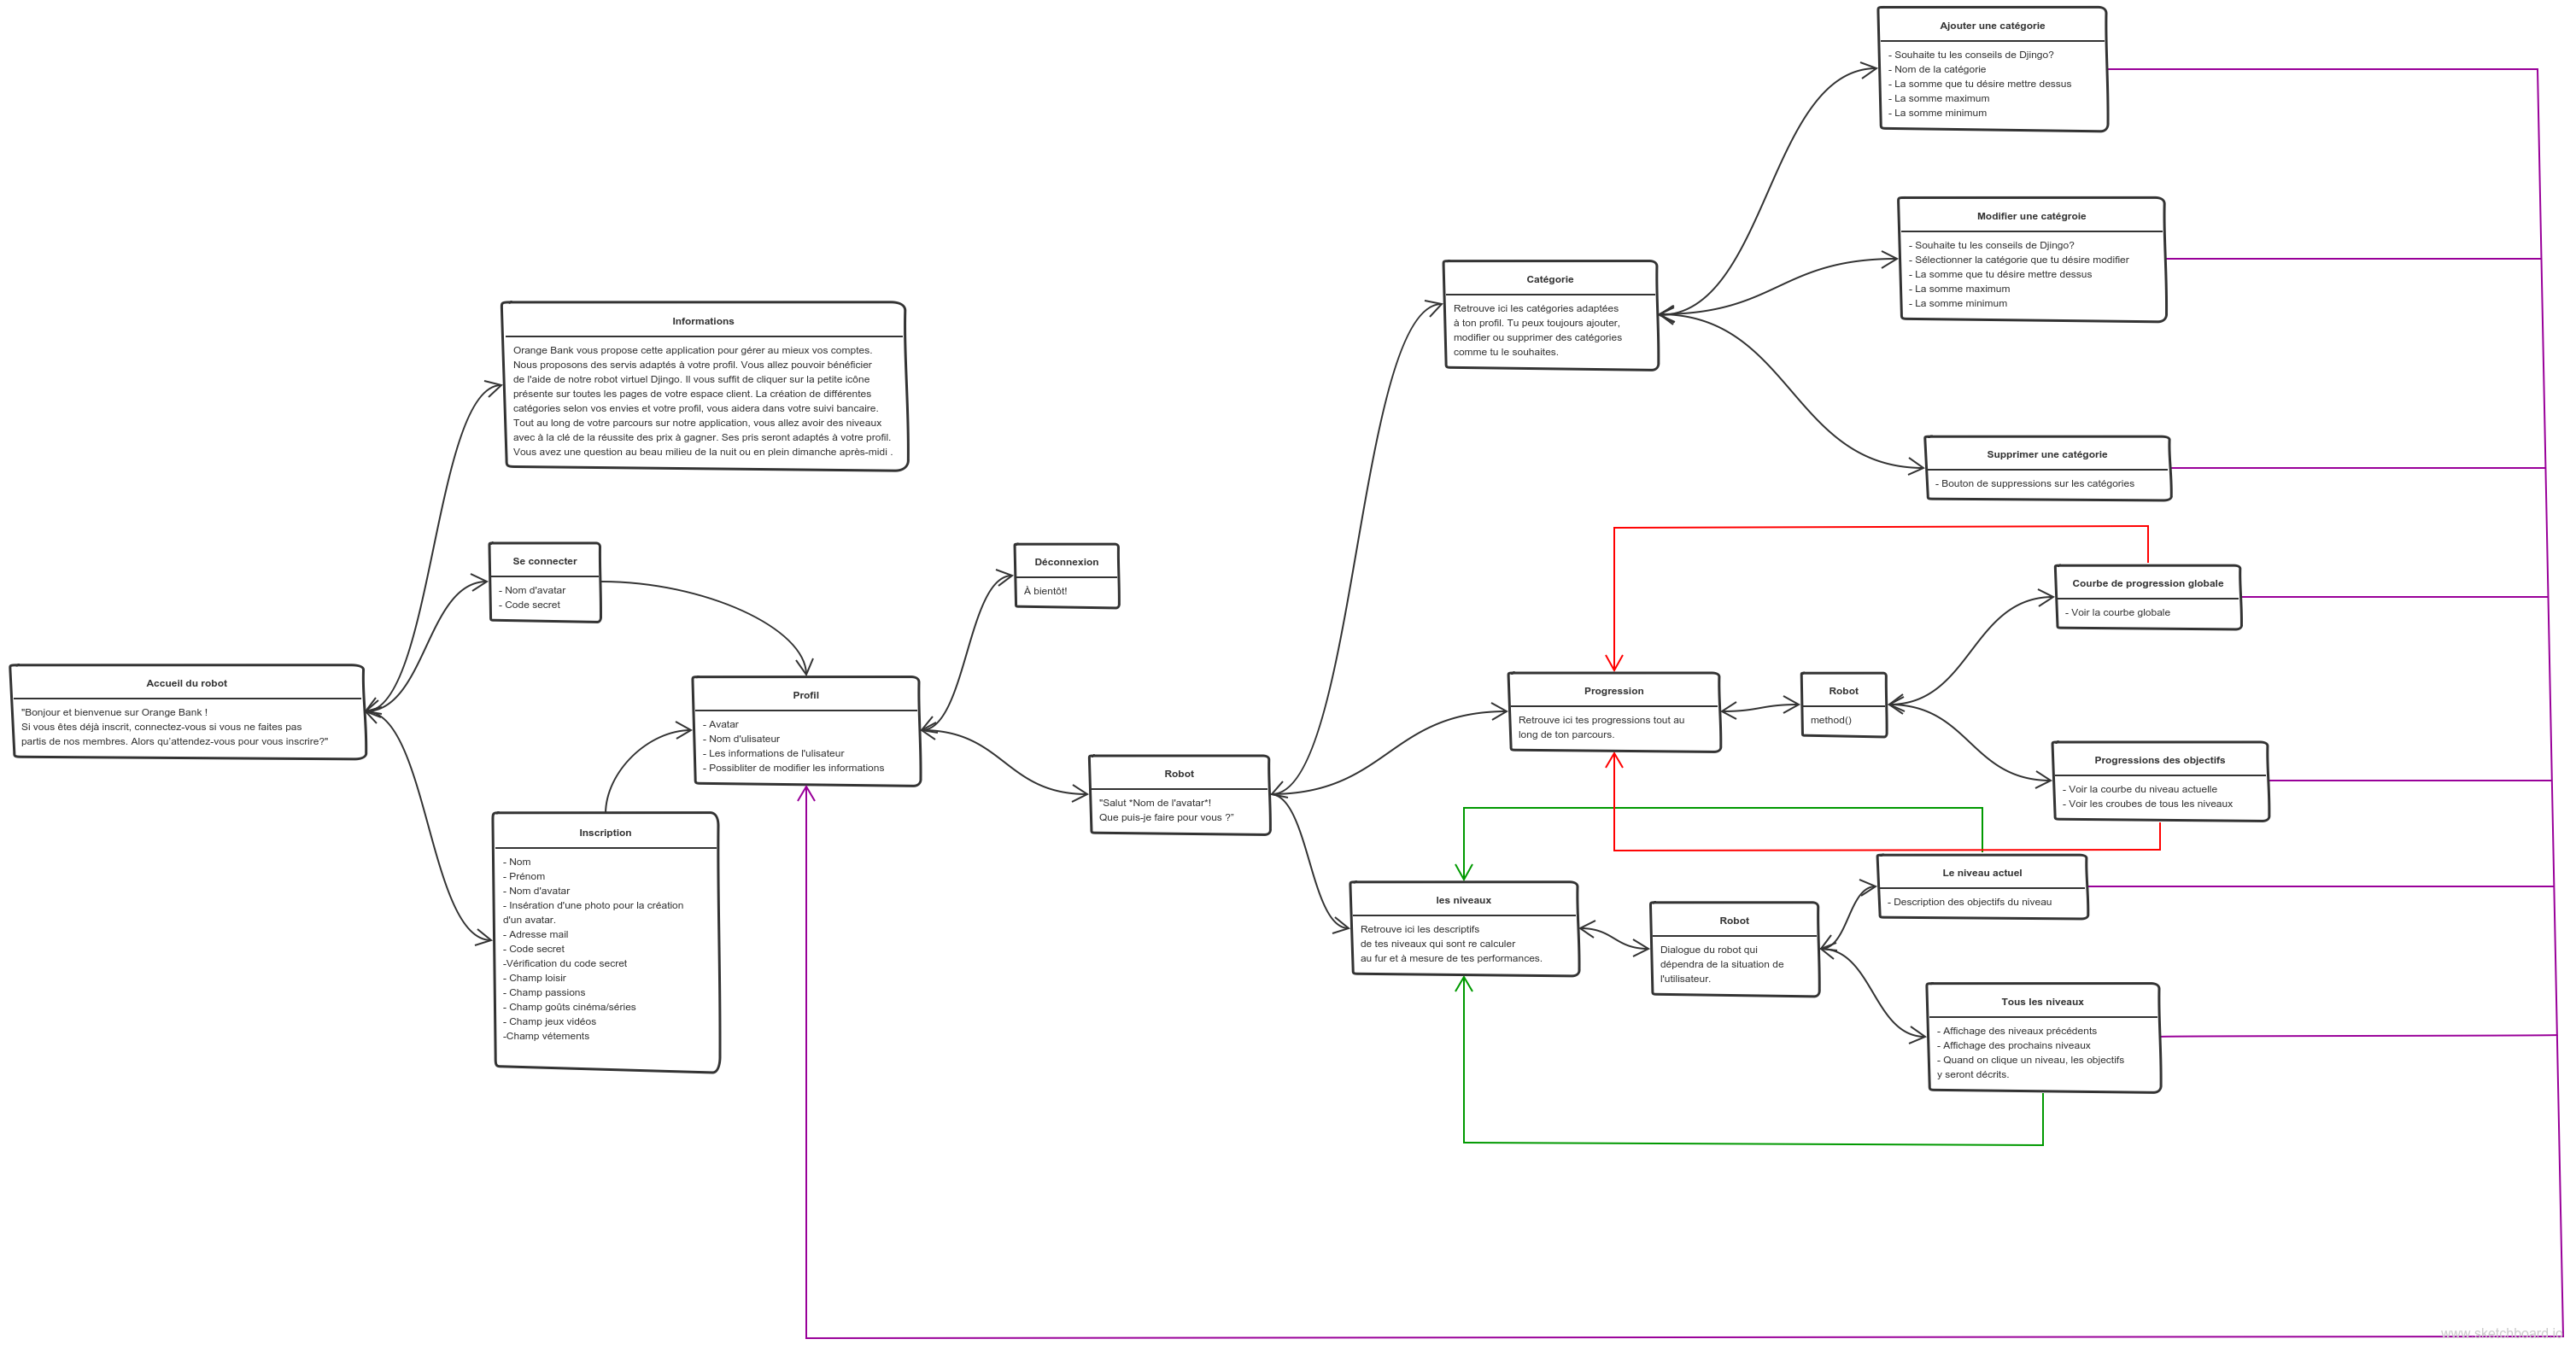 Ajouter une catégorie
- Souhaite tu les conseils de Djingo?
- Nom de la catégorie
- La somme que tu désire mettre dessus
- La somme maximum
- La somme minimum
Modifier une catégroie
- Souhaite tu les conseils de Djingo?
- Sélectionner la catégorie que tu désire modifier
- La somme que tu désire mettre dessus
- La somme maximum
- La somme minimum
Catégorie
Retrouve ici les catégories adaptées
à ton profil. Tu peux toujours ajouter,
modifier ou supprimer des catégories
comme tu le souhaites.
Informations
Orange Bank vous propose cette application pour gérer au mieux vos comptes.
Nous proposons des servis adaptés à votre profil. Vous allez pouvoir bénéficier
de l'aide de notre robot virtuel Djingo. Il vous suffit de cliquer sur la petite icône
présente sur toutes les pages de votre espace client. La création de différentes
catégories selon vos envies et votre profil, vous aidera dans votre suivi bancaire.
Tout au long de votre parcours sur notre application, vous allez avoir des niveaux
avec à la clé de la réussite des prix à gagner. Ses pris seront adaptés à votre profil.
Vous avez une question au beau milieu de la nuit ou en plein dimanche après-midi .
Supprimer une catégorie
- Bouton de suppressions sur les catégories
Se connecter
- Nom d'avatar
- Code secret
Déconnexion
À bientôt!
Courbe de progression globale
- Voir la courbe globale
Accueil du robot
"Bonjour et bienvenue sur Orange Bank !
Si vous êtes déjà inscrit, connectez-vous si vous ne faites pas
partis de nos membres. Alors qu'attendez-vous pour vous inscrire?"
Profil
- Avatar
- Nom d'ulisateur
- Les informations de l'ulisateur
- Possibliter de modifier les informations
Progression
Retrouve ici tes progressions tout au
long de ton parcours.
Robot
method()
Robot
"Salut *Nom de l'avatar*!
Que puis-je faire pour vous ?"
Progressions des objectifs
- Voir la courbe du niveau actuelle
- Voir les croubes de tous les niveaux
Inscription
- Nom
- Prénom
- Nom d'avatar
- Insération d'une photo pour la création
d'un avatar.
- Adresse mail
- Code secret
-Vérification du code secret
- Champ loisir
- Champ passions
- Champ goûts cinéma/séries
- Champ jeux vidéos
-Champ vétements
les niveaux
Retrouve ici les descriptifs
de tes niveaux qui sont re calculer
au fur et à mesure de tes performances.
Robot
Dialogue du robot qui
dépendra de la situation de
l'utilisateur.
Le niveau actuel
- Description des objectifs du niveau
Tous les niveaux
- Affichage des niveaux précédents
- Affichage des prochains niveaux
- Quand on clique un niveau, les objectifs
y seront décrits.
www.sketchboard.io